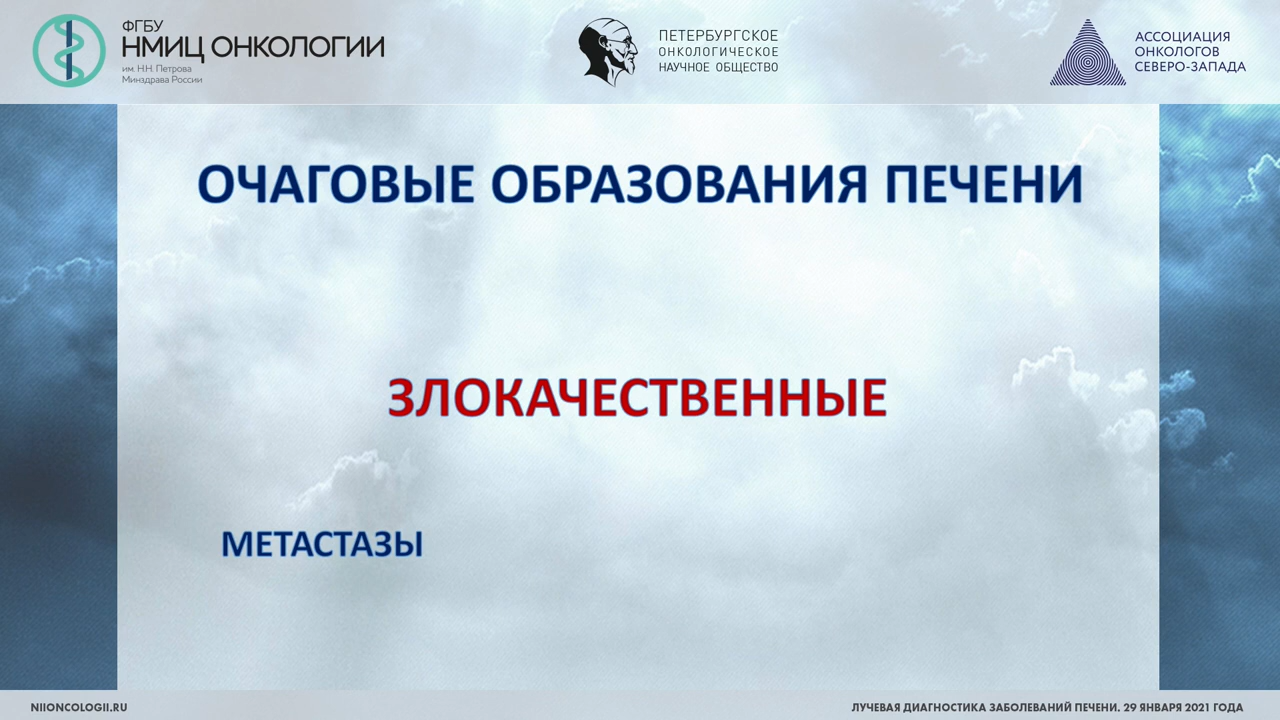 ФГБУ
НМИЦ ОНКОЛОГИИ
им. Н.Н. Петрова
Минздрава России
ПЕТЕРБУРГСКОЕ
ОНКОЛОГИЧЕСКОЕ
НАУЧНОЕ ОБЩЕСТВО
АССОЦИАЦИЯ
ОНКОЛОГОВ
СЕВЕРО-ЗАПАДА
ОЧАГОВЫЕ ОБРАЗОВАНИЯ ПЕЧЕНИ
ЗЛОКАЧЕСТВЕННЫЕ
МЕТАСТАЗЫ
NIIONCOLOGII.RU
ЛУЧЕВАЯ ДИАГНОСТИКА ЗАБОЛЕВАНИЙ ПЕЧЕНИ. 29 ЯНВАРЯ 2021 ГОДА